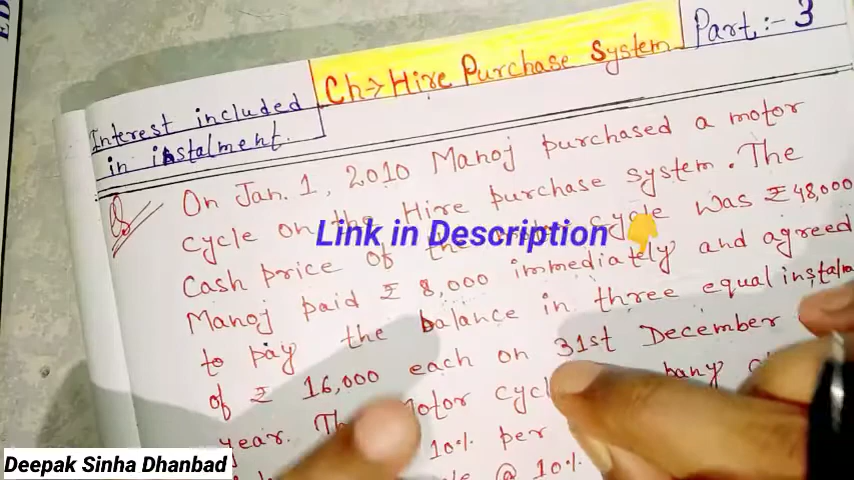 ED
Ch⇒Hire Purchase System
Part:- 3
Interest included
in instalment.
Q On Jan. 1, 2010 Manoj purchased a motor
cycle on the Hire purchase system. The
Cash price of the cycle was ₹ 48,000
Link in Description
Manoj paid ₹ 8,000 immediately and agreed
to pay the balance in three equal
of ₹ 16,000 each on 31st December
year. The motor
10% per
@ 10%
Deepak Sinha Dhanbad